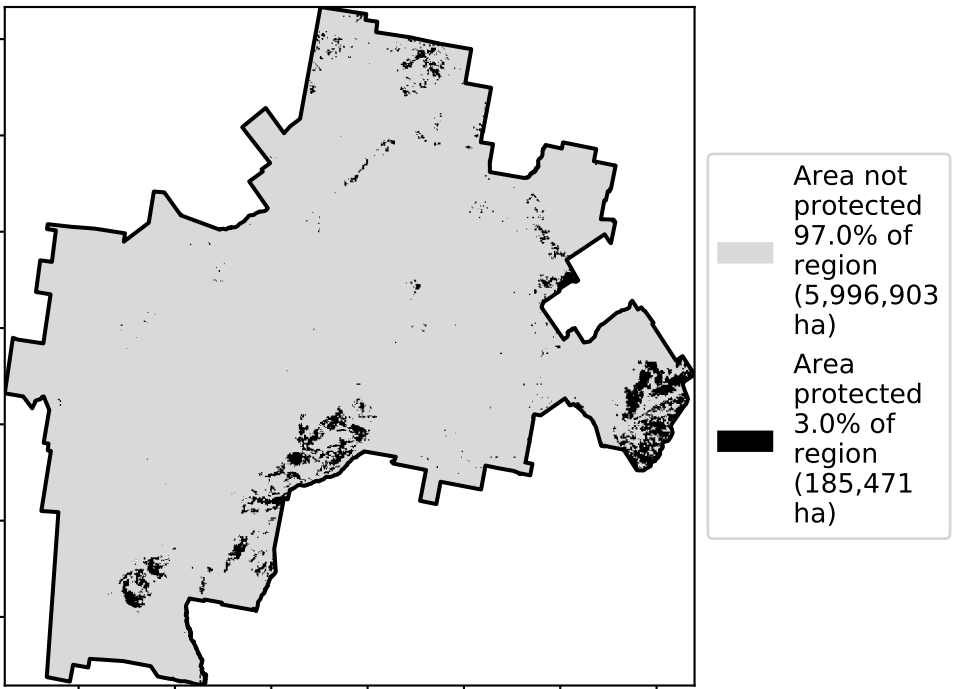 Area not
protected
97.0% of
region
(5,996,903
ha)
Area
protected
3.0% of
region
(185,471
ha)